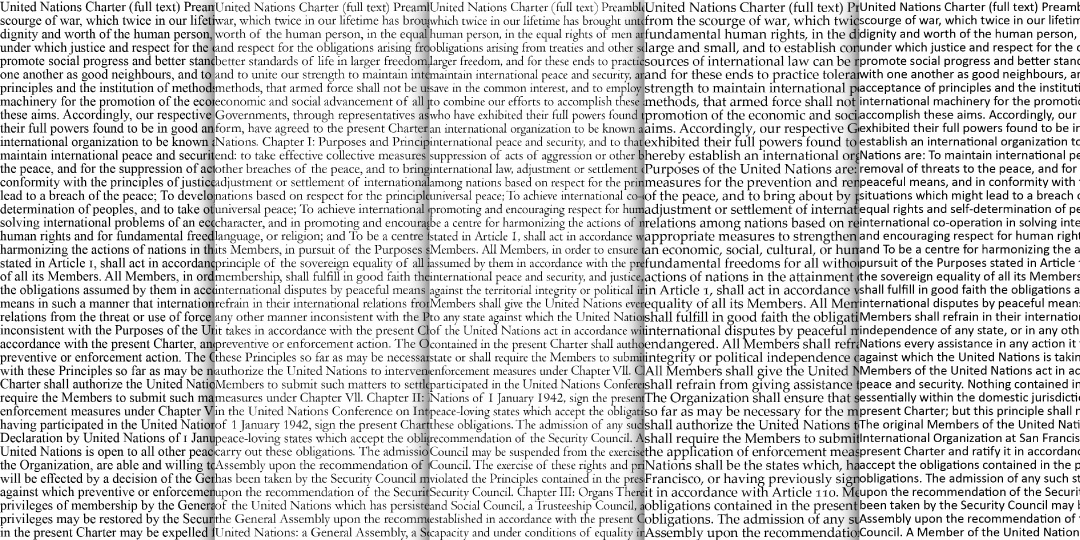 United Nations Charter (full text) Prean
scourge of war, which twice in our lifeti
dignity and worth of the human person,
under which justice and respect for the
promote social progress and better stan
one another as good neighbours, and to
principles and the institution of method
machinery for the promotion of the eco
these aims. Accordingly, our respective
their full powers found to be in good an
international organization to be known
maintain international peace and securit
the peace, and for the suppression of ac
conformity with the principles of justic
lead to a breach of the peace; To develo
determination of peoples, and to take ot
solving international problems of an ec
human rights and for fundamental freed
harmonizing the actions of nations in th
stated in Article 1, shall act in accordan
of all its Members. All Members, in ord
the obligations assumed by them in acc
means in such a manner that internation
relations from the threat or use of force
inconsistent with the Purposes of the U
accordance with the present Charter, an
preventive or enforcement action. The
with these Principles so far as may be n
Charter shall authorize the United Natio
require the Members to submit such ma
enforcement measures under Chapter V
having participated in the United Nation
Declaration by United Nations of 1 Janu
United Nations is open to all other peac
the Organization, are able and willing to
will be effected by a decision of the Ge
against which preventive or enforcemen
privileges of membership by the Genera
privileges may be restored by the Secur
in the present Charter may be expelled
United Nations Charter (full text) Pream
war, which twice in our lifetime has brou
worth of the human person, in the equal
and respect for the obligations arising fro
better standards of life in larger freedom
and to unite our strength to maintain int
methods, that armed force shall not be u
economic and social advancement of all
Governments, through representatives as
form, have agreed to the present Charter
Nations. Chapter I: Purposes and Princip
end: to take effective collective measures
other breaches of the peace, and to bring
adjustment or settlement of international
nations based on respect for the principl
universal peace; To achieve international
character, and in promoting and encoura
language, or religion; and To be a centre
its Members, in pursuit of the Purposes
principle of the sovereign equality of all
membership, shall fulfill in good faith the
international disputes by peaceful means
refrain in their international relations fro
any other manner inconsistent with the P
it takes in accordance with the present C
preventive or enforcement action. The O
these Principles so far as may be necessar
authorize the United Nations to interven
Members to submit such matters to settl
measures under Chapter VII. Chapter II:
in the United Nations Conference on Int
of 1 January 1942, sign the present Chart
peace-loving states which accept the obli
carry out these obligations. The admissio
Assembly upon the recommendation of
has been taken by the Security Council m
upon the recommendation of the Securi
of the United Nations which has persist
the General Assembly upon the recomm
United Nations: a General Assembly, a S
United Nations Charter (full text) Preambl
which twice in our lifetime has brought unt
human person, in the equal rights of men a
obligations arising from treaties and other s
larger freedom, and for these ends to practi
maintain international peace and security, a
save in the common interest, and to employ
to combine our efforts to accomplish these
who have exhibited their full powers found
an international organization to be known a
peace and security, and to that
suppression of acts of aggression or other b
international law, adjustment or settlement
among nations based on respect for the prin
universal peace; To achieve international co-
promoting and encouraging respect for hum
be a centre for harmonizing the actions of n
stated in Article 1, shall act in accordance w
Members. All Members, in order to ensure
assumed by them in accordance with the pre
international peace and security, and justice,
against the territorial integrity or political in
Members shall give the United Nations ever
to any state against which the United Natio
of the United Nations act in accordance wi
contained in the present Charter shall autho
state or shall require the Members to submi
enforcement measures under Chapter VII. C
participated in the United Nations Confere
Nations of 1 January 1942, sign the present
peace-loving states which accept the obligat
these obligations. The admission of any suc
recommendation of the Security Council. A
Council may be suspended from the exercise
Council. The exercise of these rights and pri
violated the Principles contained in the pres
Security Council. Chapter III: Organs There
and Social Council, a Trusteeship Council, a
established in accordance with the present C
capacity and under conditions of equality in
United Nations Charter (full text) P
from the scourge of war, which twic
fundamental human rights, in the d
large and small, and to establish con
sources of international law can be
and for these ends to practice tolera
strength to maintain international p
methods, that armed force shall not
promotion of the economic and soci
aims. Accordingly, our respective G
exhibited their full powers found to
hereby establish an international or
Purposes of the United Nations are:
measures for the prevention and re
of the peace, and to bring about by
adjustment or settlement of interna
relations among nations based on re
appropriate measures to strengthen
an economic, social, cultural, or hu
fundamental freedoms for all witho
actions of nations in the attainment
in Article 1, shall act in accordance
equality of all its Members. All Mem
shall fulfill in good faith the obligati
international disputes by peaceful n
endangered. All Members shall refr
integrity or political independence
All Members shall give the United N
shall refrain from giving assistance
The Organization shall ensure that s
so far as may be necessary for the m
shall authorize the United Nations t
shall require the Members to submit
the application of enforcement meas
Nations shall be the states which, ha
Francisco, or having previously sign
it in accordance with Article 110. M
obligations contained in the present
obligations. The admission of any su
Assembly upon the recommendatio
United Nations Charter (full text) Preamb
scourge of war, which twice in our lifetim
dignity and worth of the human person,
under which justice and respect for the o
promote social progress and better stand
with one another as good neighbours, an
acceptance of principles and the instituti
international machinery for the promotio
accomplish these aims. Accordingly, our
exhibited their full powers found to be in
establish an international organization to
Nations are: To maintain international pe
removal of threats to the peace, and for
peaceful means, and in conformity with
situations which might lead to a breach o
equal rights and self-determination of pe
international co-operation in solving inte
and encouraging respect for human right
and To be a centre for harmonizing the a
pursuit of the Purposes stated in Article
the sovereign equality of all its Members
shall fulfill in good faith the obligations a
international disputes by peaceful means
Members shall refrain in their internation
independence of any state, or in any oth
Nations every assistance in any action it
against which the United Nations is takin
Members of the United Nations act in ac
peace and security. Nothing contained in
essentially within the domestic jurisdictio
present Charter; but this principle shall n
The original Members of the United Nati
International Organization at San Francis
present Charter and ratify it in accordanc
accept the obligations contained in the p
obligations. The admission of any such st
upon the recommendation of the Securit
been taken by the Security Council may b
Assembly upon the recommendation of
Council. A Member of the United Nation